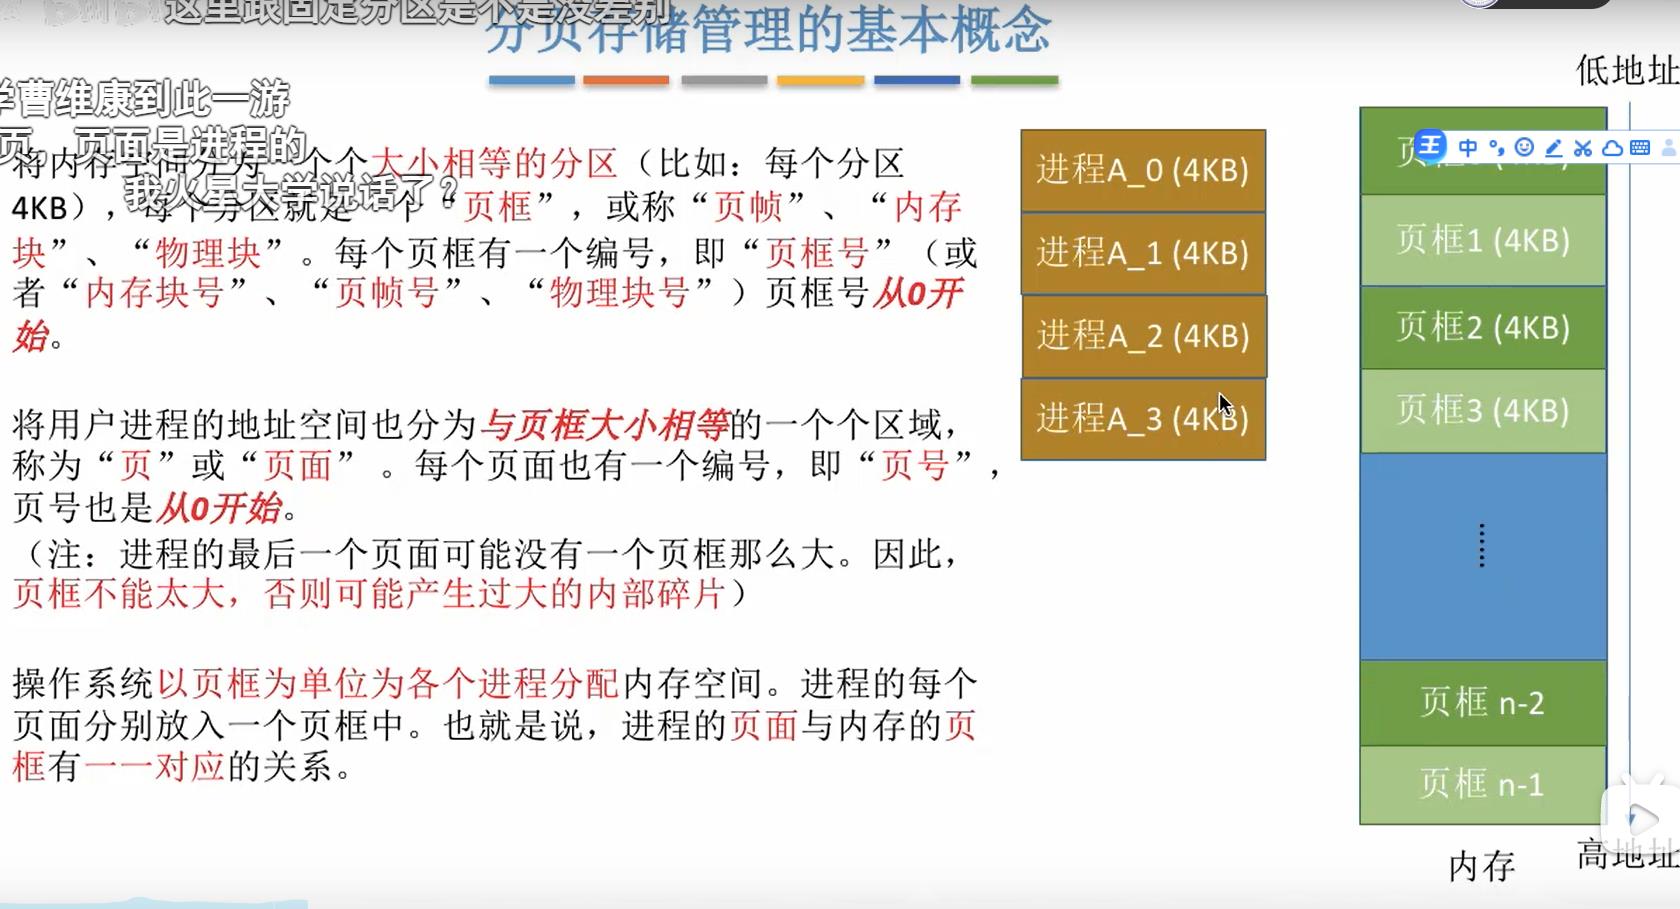 这里跟固定分区是不是没差别
分页存储管理的基本概念
低地址
学曹维康到此一游
页，页面是进程的
我火星大学说话了？
将内存空间分为一个个大小相等的分区（比如：每个分区
4KB），每个分区就是一个“页框”，或称“页帧”、“内存
块”、“物理块”。每个页框有一个编号，即“页框号”（或
者“内存块号”、“页帧号”、“物理块号”）页框号从0开
始。
将用户进程的地址空间也分为与页框大小相等的一个个区域，
称为“页”或“页面” 。每个页面也有一个编号，即“页号”，
页号也是从0开始。
（注：进程的最后一个页面可能没有一个页框那么大。因此，
页框不能太大，否则可能产生过大的内部碎片）
操作系统以页框为单位为各个进程分配内存空间。进程的每个
页面分别放入一个页框中。也就是说，进程的页面与内存的页
框有一一对应的关系。
进程A_0 (4KB)
进程A_1 (4KB)
进程A_2 (4KB)
进程A_3 (4KB)
王 中
页框1 (4KB)
页框2 (4KB)
页框3 (4KB)
页框 n-2
页框 n-1
内存
高地址